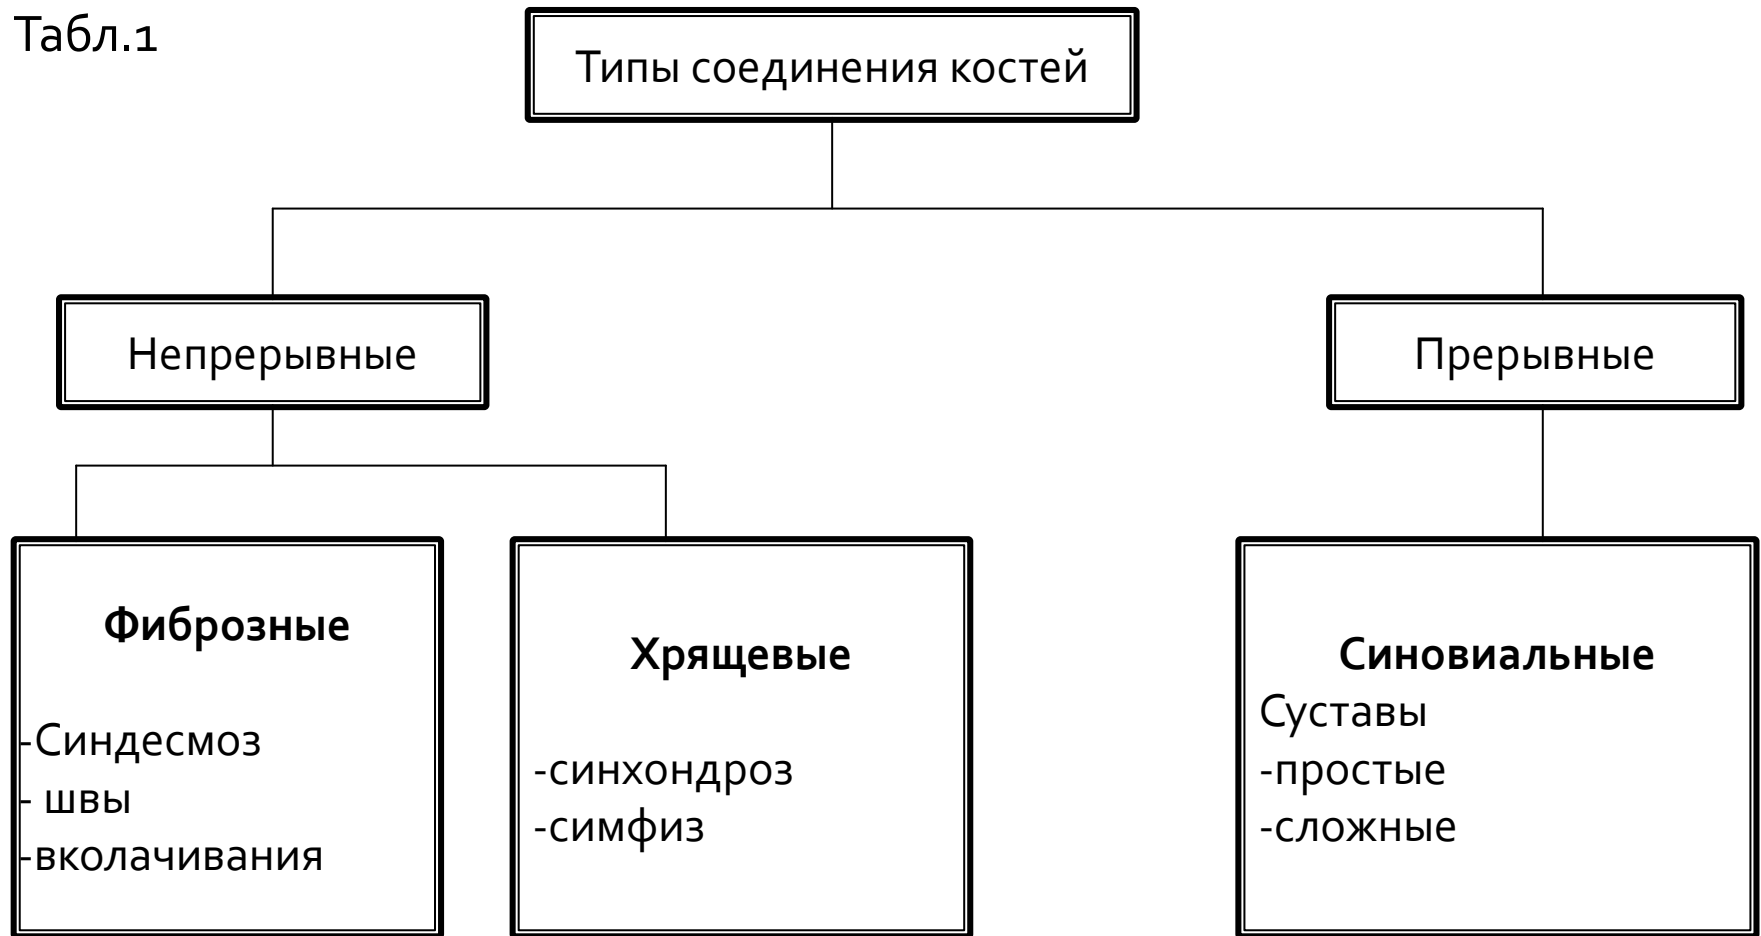 Табл.1
Типы соединения костей
Непрерывные
Прерывные
Фиброзные
-Синдесмоз
- швы
-вколачивания
Хрящевые
-синхондроз
-симфиз
Синовиальные
Суставы
-простые
-сложные